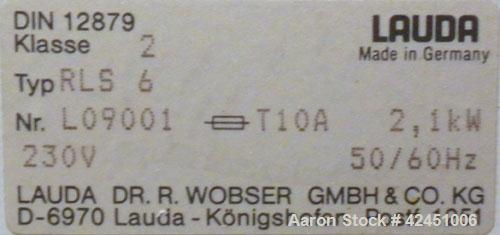 DIN 12879
Klasse 2
LAUDA
Made in Germany
Typ RLS 6
Nr. L09001 T10A 2,1kW
230V 50/60Hz
LAUDA DR. R. WOBSER GMBH & CO. KG
D-6970 Lauda - Königshofen
Aaron Stock # 42451006